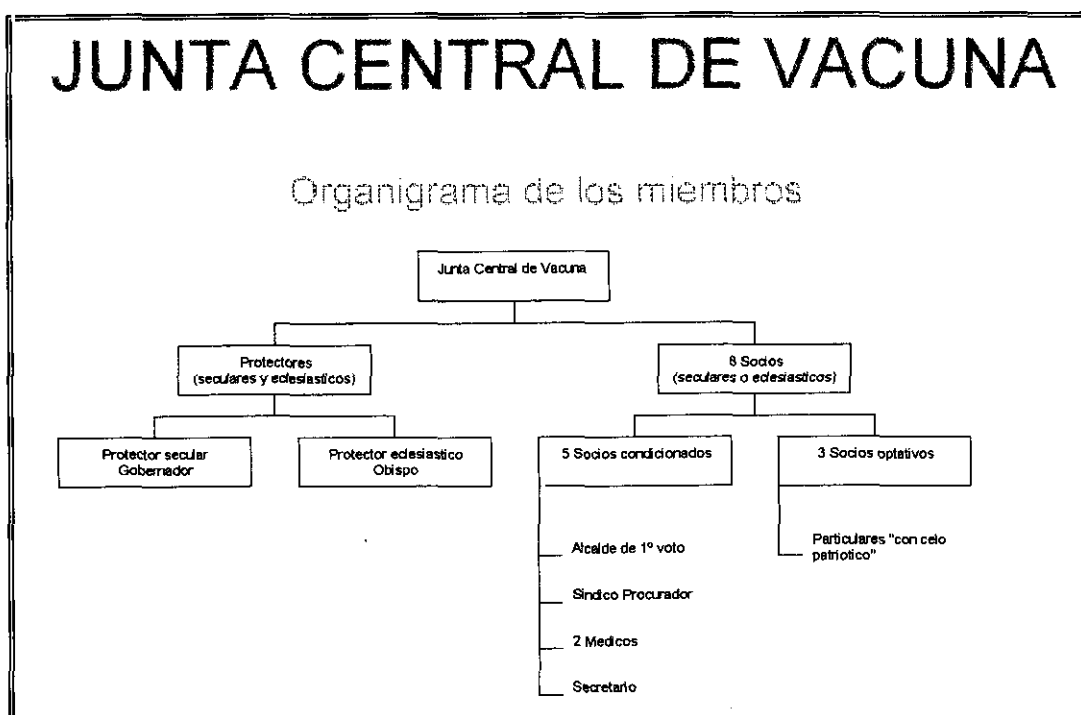 JUNTA CENTRAL DE VACUNA
Organigrama de los miembros
Junta Central de Vacuna
Protectores
(seculares y eclesiasticos)
8 Socios
(seculares o eclesiasticos)
Protector secular
Gobernador
Protector eclesiastico
Obispo
5 Socios condicionados
3 Socios optativos
Alcalde de 1º voto
Sindico Procurador
2 Medicos
Secretario
Particulares "con celo
patriotico"